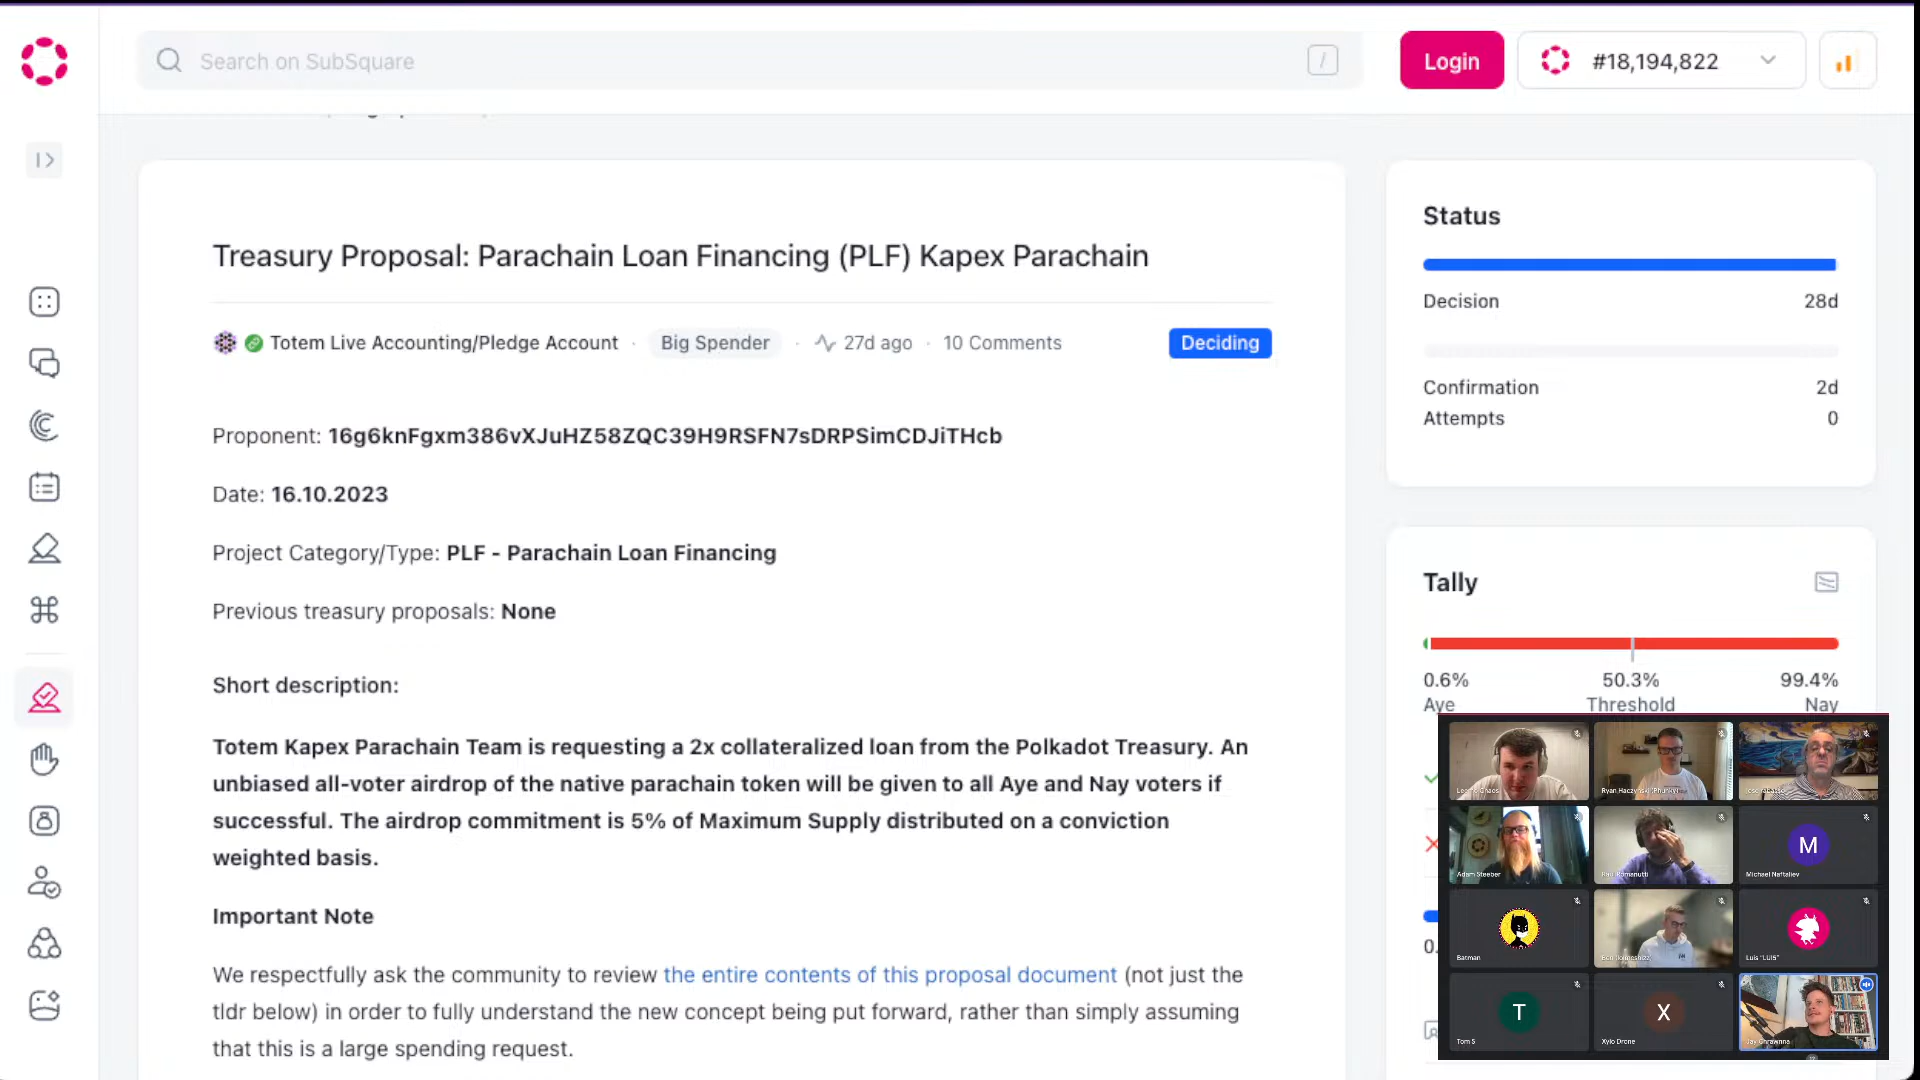 Search on SubSquare
/
Login
#18,194,822
Treasury Proposal: Parachain Loan Financing (PLF) Kapex Parachain
Totem Live Accounting/Pledge Account · Big Spender · 27d ago · 10 Comments
Deciding
Proponent: 16g6knFgxm386vXJuHZ58ZQC39H9RSFN7sDRPSimCDJiTHcb
Date: 16.10.2023
Project Category/Type: PLF - Parachain Loan Financing
Previous treasury proposals: None
Short description:
Totem Kapex Parachain Team is requesting a 2x collateralized loan from the Polkadot Treasury. An
unbiased all-voter airdrop of the native parachain token will be given to all Aye and Nay voters if
successful. The airdrop commitment is 5% of Maximum Supply distributed on a conviction
weighted basis.
Important Note
We respectfully ask the community to review the entire contents of this proposal document (not just the
tldr below) in order to fully understand the new concept being put forward, rather than simply assuming
that this is a large spending request.
Status
Decision 28d
Confirmation 2d
Attempts 0
Tally
0.6% 50.3% 99.4%
Aye Threshold Nay
0.
Adam Steeber
M
Michael Naftaliev
Batman
Luis "LUIS"
T
Tom S
X
Xylo Drone